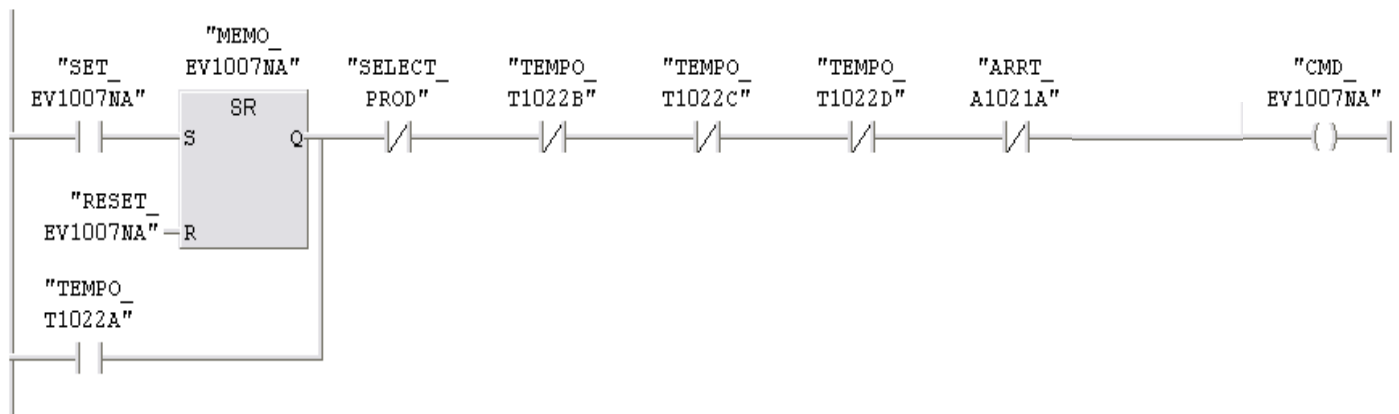 "MEMO_
"SET_
EV1007NA"
EV1007NA"
"SELECT_
PROD"
"TEMPO_
T1022B"
"TEMPO_
T1022C"
"TEMPO_
T1022D"
"ARRT_
A1021A"
"CMD_
EV1007NA"
SR
S
Q
"RESET_
EV1007NA"
R
"TEMPO_
T1022A"